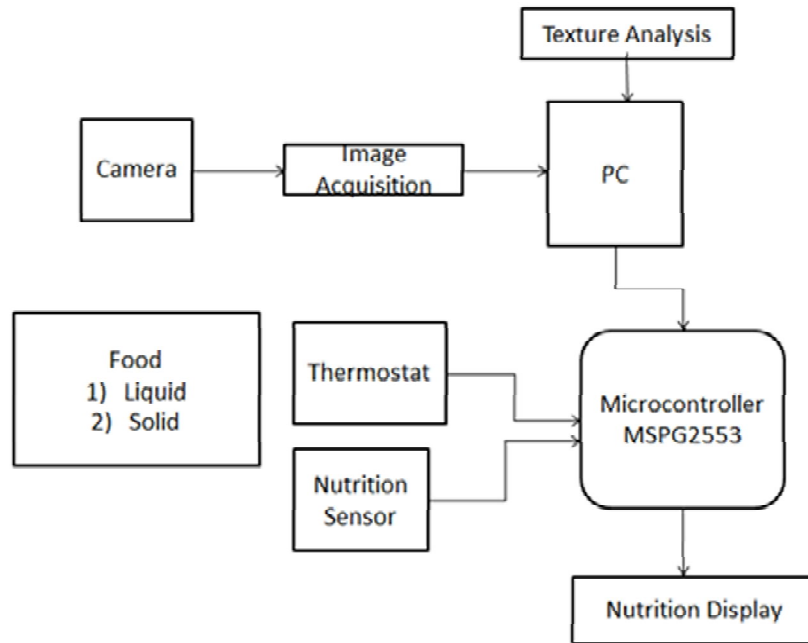 Texture Analysis
Camera
Image
Acquisition
PC
Food
1) Liquid
2) Solid
Thermostat
Microcontroller
MSPG2553
Nutrition
Sensor
Nutrition Display